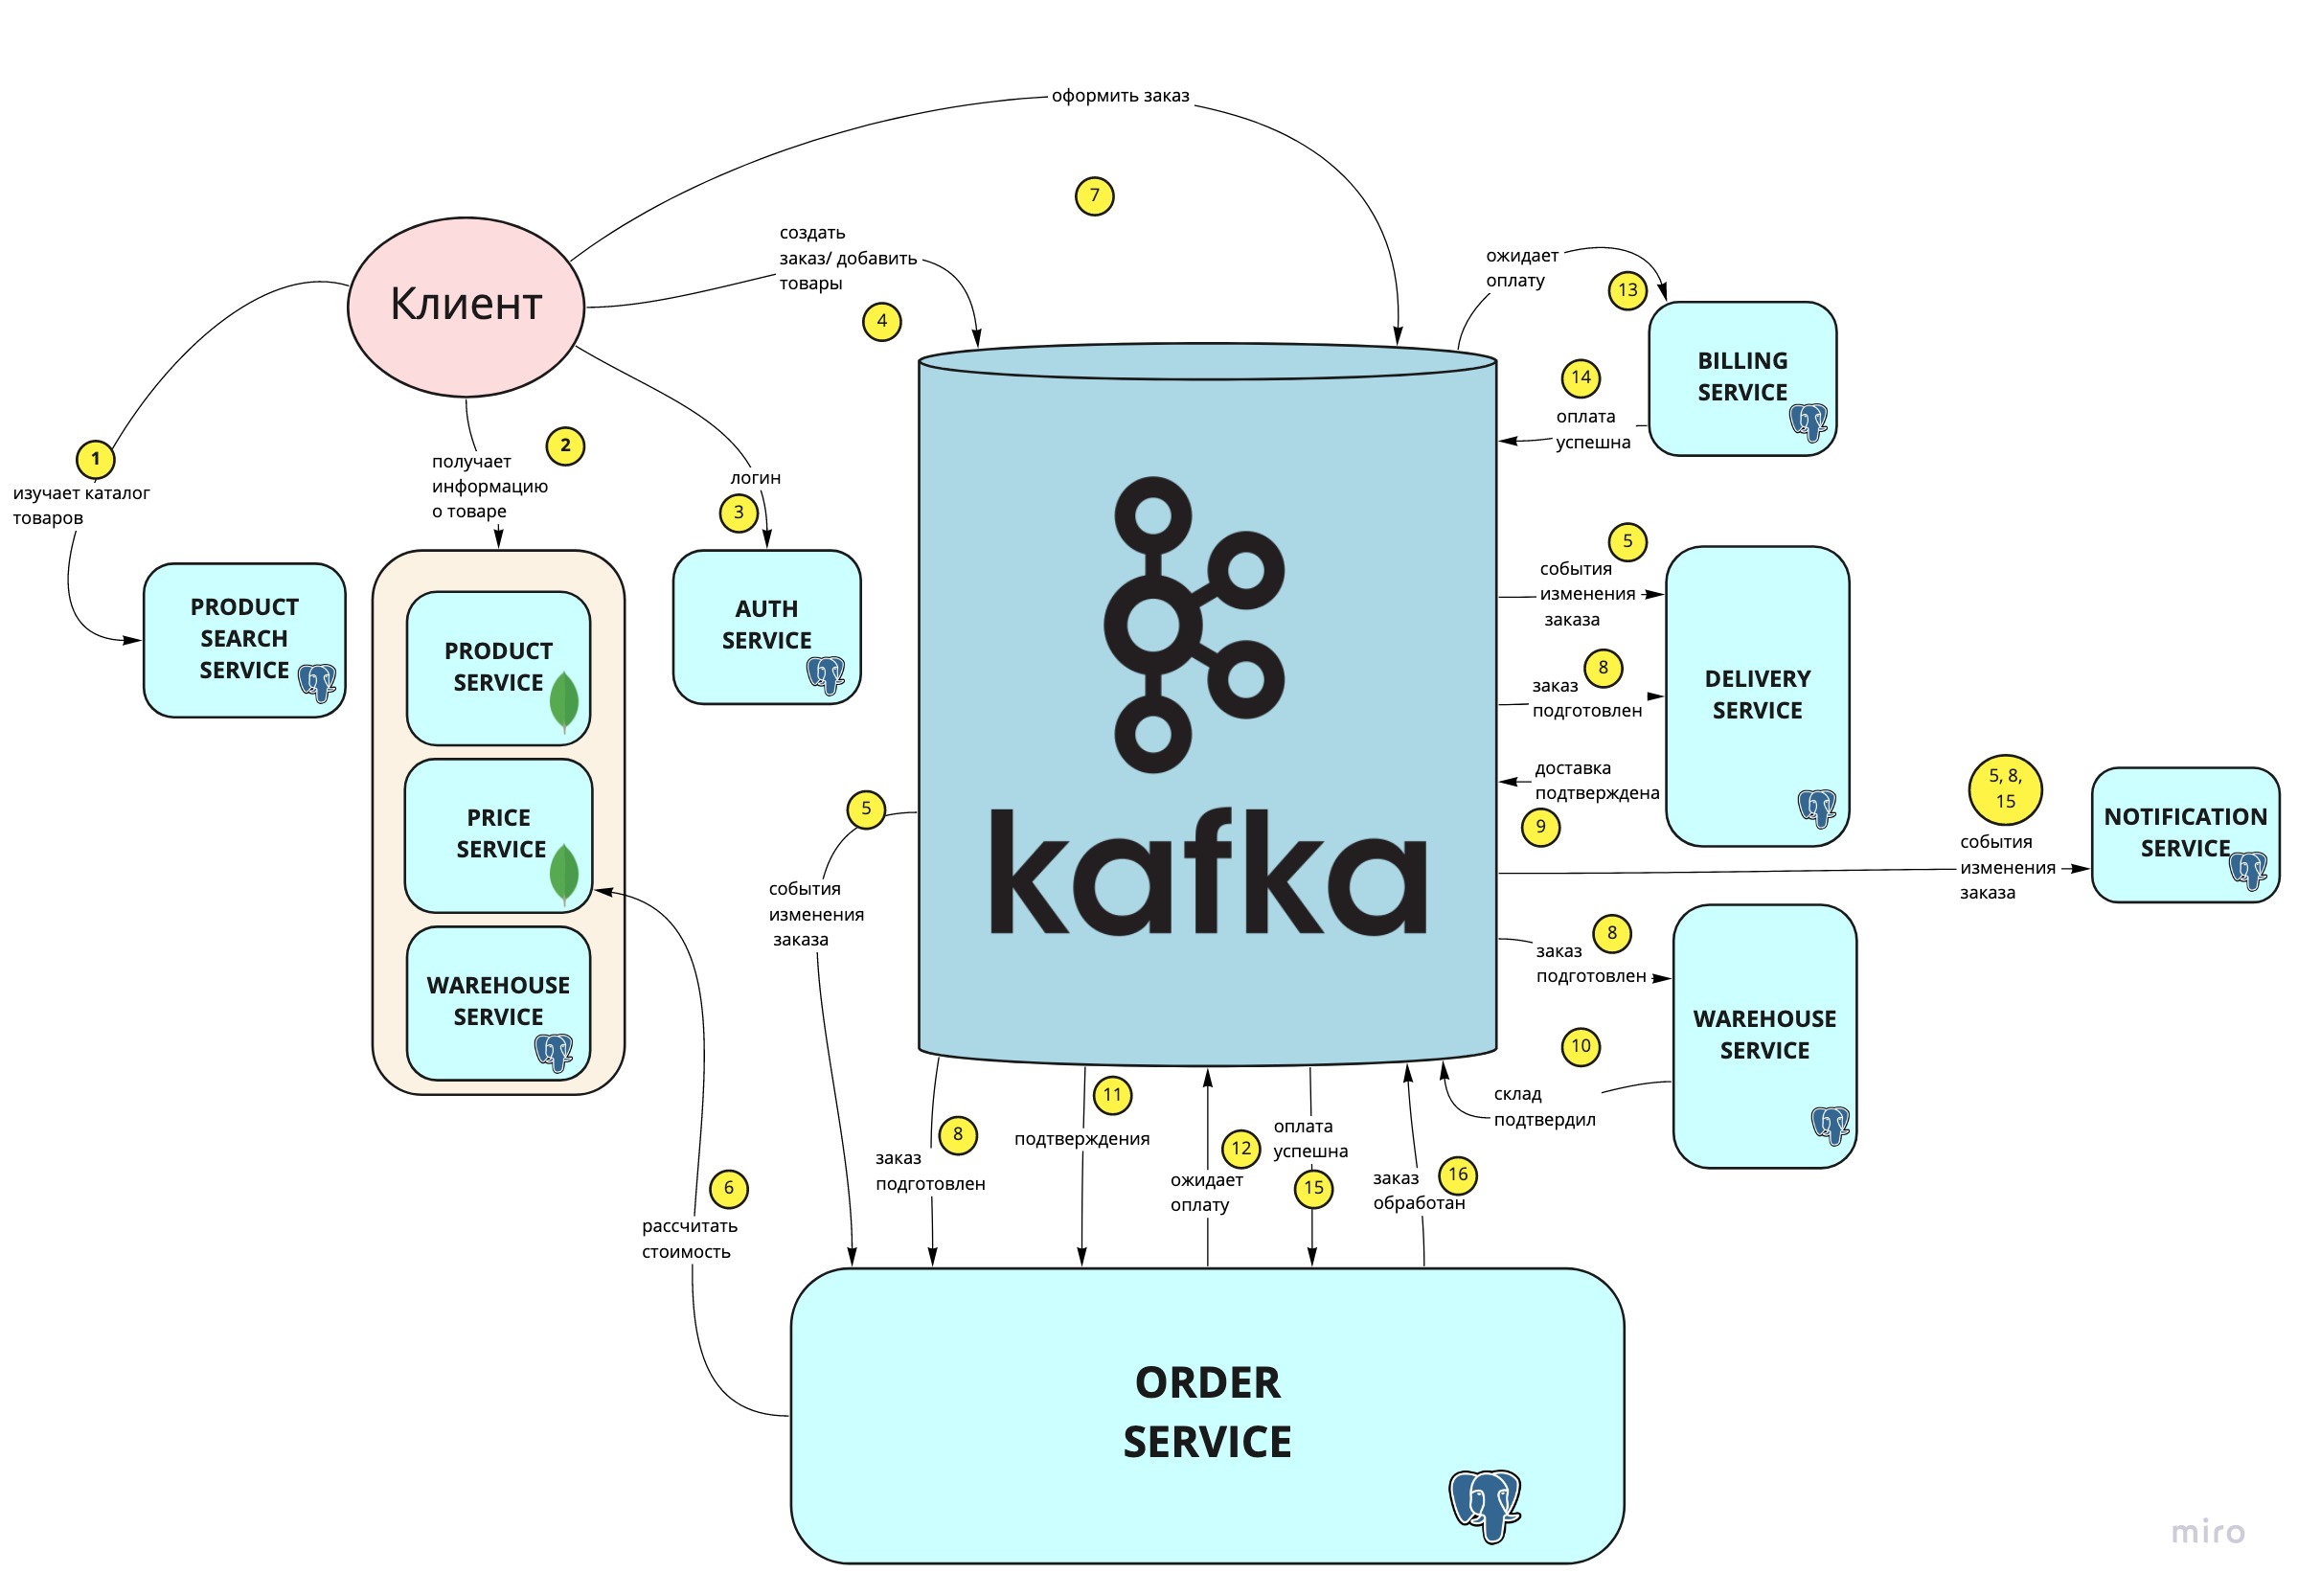 оформить заказ
7
создать
заказ/ добавить
товары
4
Клиент
ожидает
оплату
13
BILLING
SERVICE
14
оплата
успешна
1
изучает каталог
товаров
2
получает
информацию
о товаре
логин
3
PRODUCT
SEARCH
SERVICE
PRODUCT
SERVICE
PRICE
SERVICE
WAREHOUSE
SERVICE
AUTH
SERVICE
kafka
5
события
изменения
заказа
8
заказ
подготовлен
DELIVERY
SERVICE
доставка
подтверждена
9
5, 8,
15
события
изменения
заказа
NOTIFICATION
SERVICE
5
события
изменения
заказа
8
заказ
подготовлен
WAREHOUSE
SERVICE
10
склад
подтвердил
6
рассчитать
стоимость
8
заказ
подготовлен
11
подтверждения
12
ожидает
оплату
оплата
успешна
15
16
заказ
обработан
ORDER
SERVICE
miro